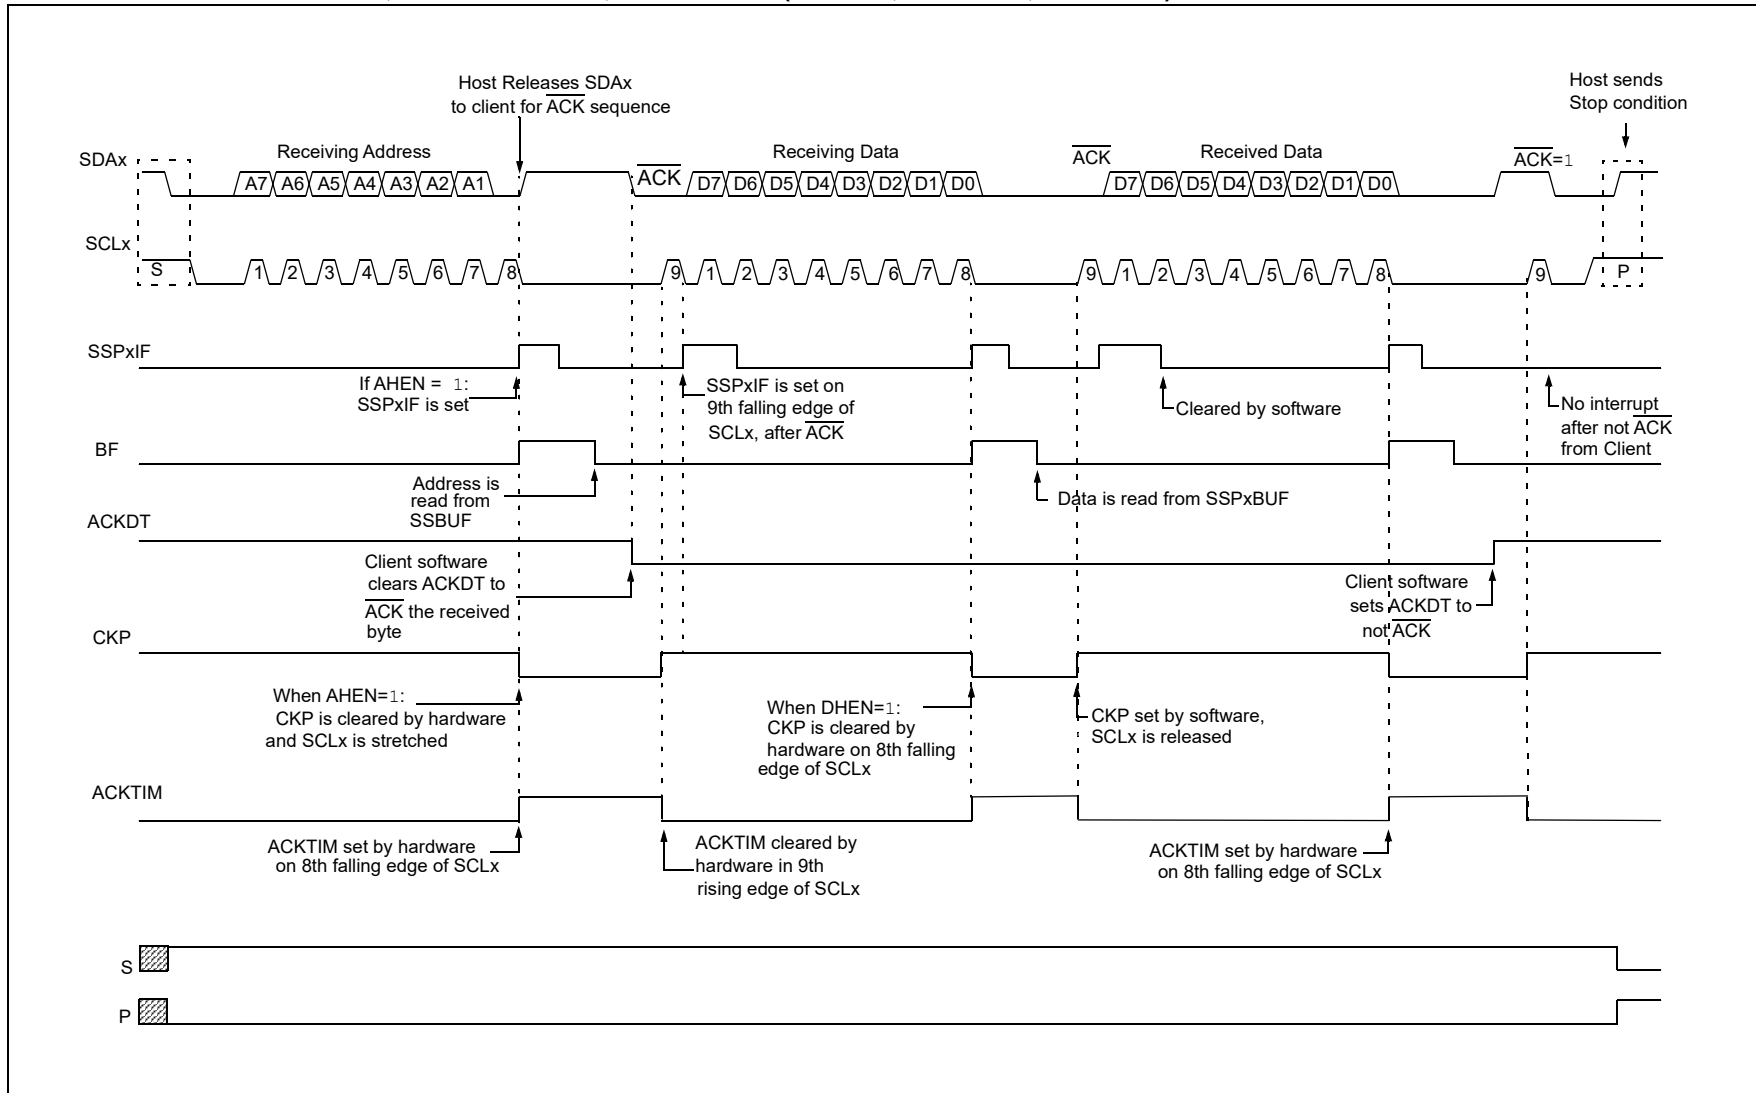 Host Releases SDAx
to client for ACK sequence
Host sends
Stop condition
SDAx
Receiving Address
Receiving Data
ACK
Received Data
ACK=1
A7 A6 A5 A4 A3 A2 A1
ACK
D7 D6 D5 D4 D3 D2 D1 D0
D7 D6 D5 D4 D3 D2 D1 D0
SCLx
S
1 2 3 4 5 6 7 8
9 1 2 3 4 5 6 7 8
9 1 2 3 4 5 6 7 8
9
P
SSPxIF
If AHEN = 1:
SSPxIF is set
SSPxIF is set on
9th falling edge of
SCLx, after ACK
Cleared by software
No interrupt
after not ACK
from Client
BF
Address is
read from
SSBUF
Data is read from SSPxBUF
ACKDT
Client software
clears ACKDT to
ACK the received
byte
Client software
sets ACKDT to
not ACK
CKP
When AHEN=1:
CKP is cleared by hardware
and SCLx is stretched
When DHEN=1:
CKP is cleared by
hardware on 8th falling
edge of SCLx
CKP set by software,
SCLx is released
ACKTIM
ACKTIM set by hardware
on 8th falling edge of SCLx
ACKTIM cleared by
hardware in 9th
rising edge of SCLx
ACKTIM set by hardware
on 8th falling edge of SCLx
S
P